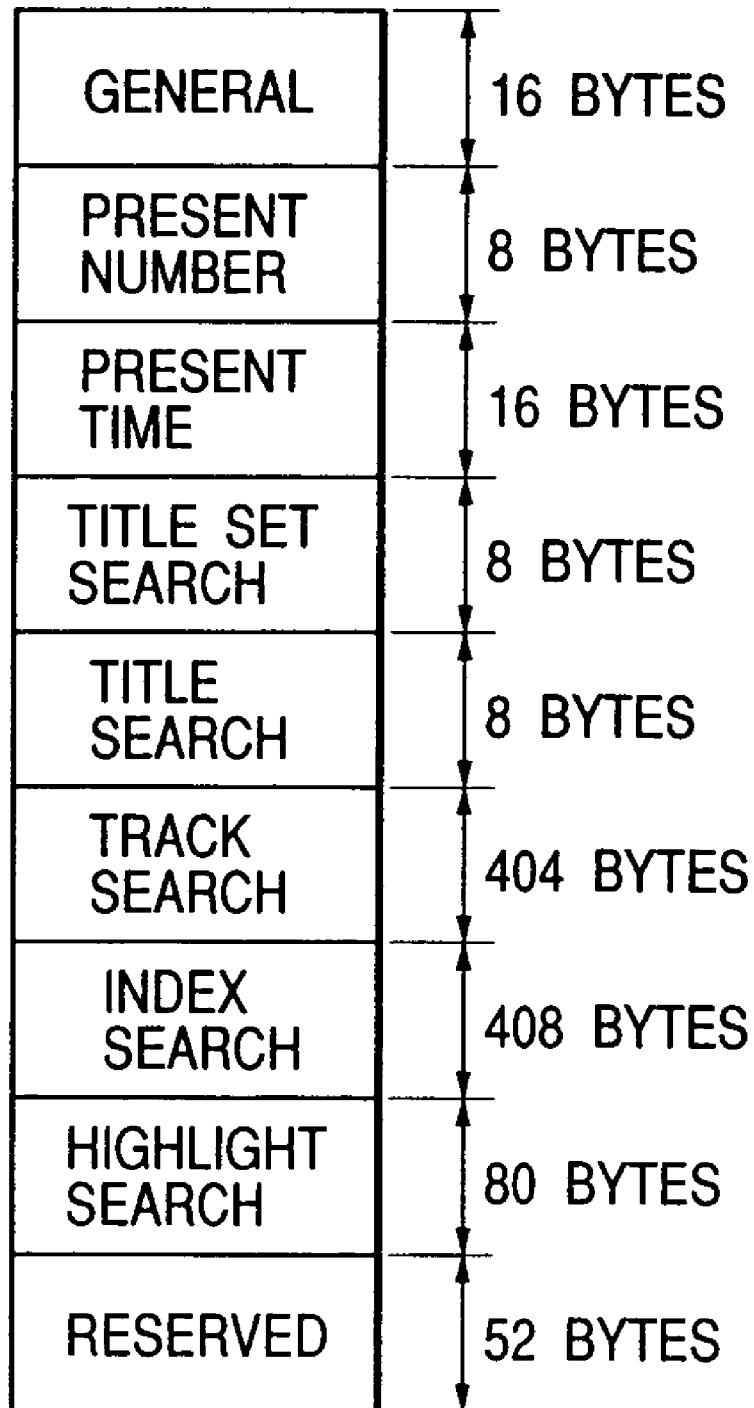 GENERAL
16 BYTES
PRESENT
NUMBER
8 BYTES
PRESENT
TIME
16 BYTES
TITLE SET
SEARCH
8 BYTES
TITLE
SEARCH
8 BYTES
TRACK
SEARCH
404 BYTES
INDEX
SEARCH
408 BYTES
HIGHLIGHT
SEARCH
80 BYTES
RESERVED
52 BYTES